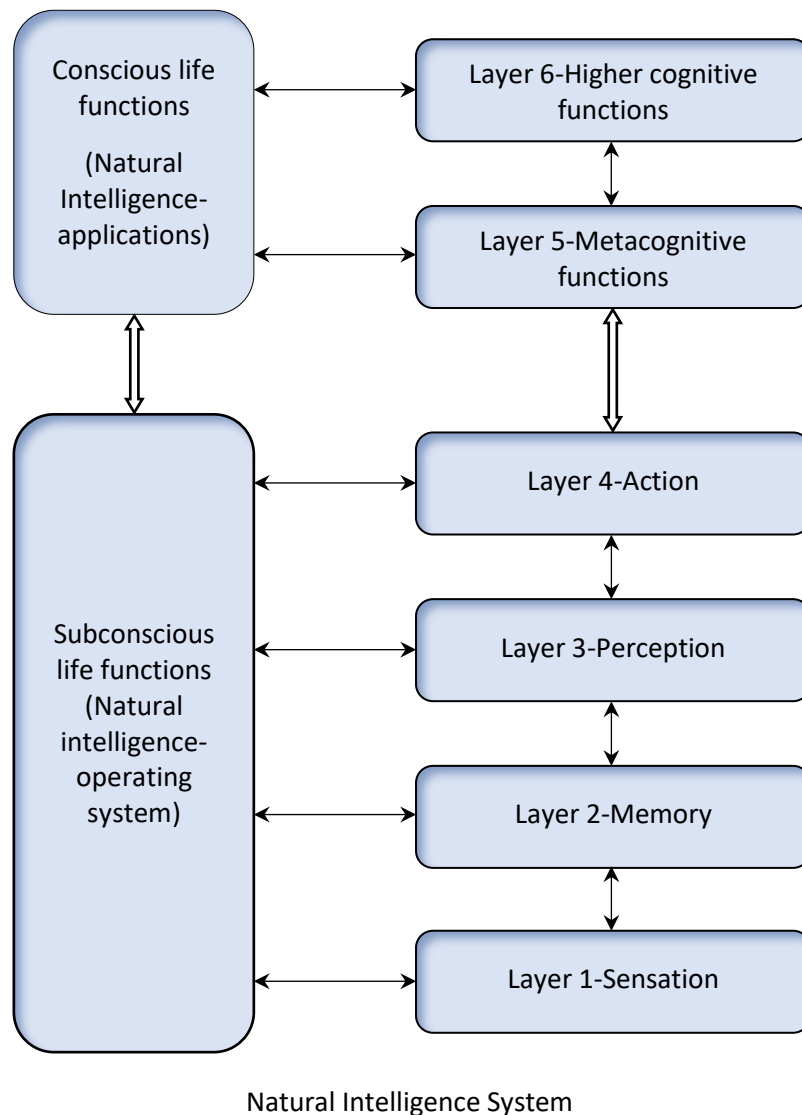 Conscious life
functions
(Natural
Intelligence-
applications)
Layer 6-Higher cognitive
functions
Layer 5-Metacognitive
functions
Subconscious
life functions
(Natural
intelligence-
operating
system)
Layer 4-Action
Layer 3-Perception
Layer 2-Memory
Layer 1-Sensation
Natural Intelligence System